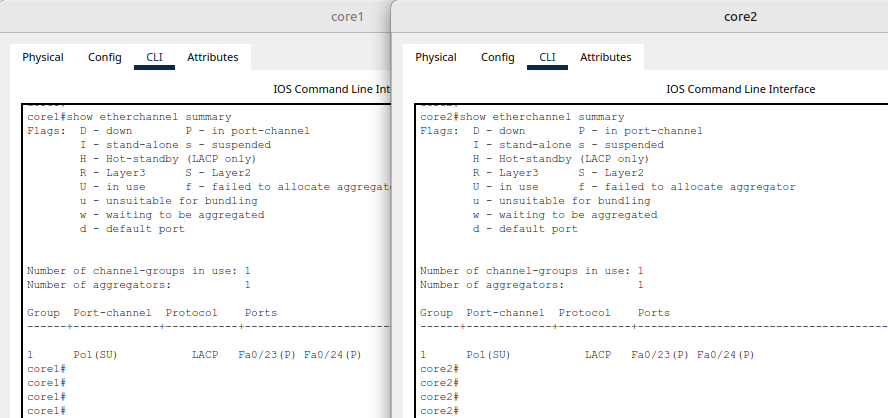 core1
Physical Config CLI Attributes
IOS Command Line Int
core1#show etherchannel summary
Flags:  D - down        P - in port-channel
        I - stand-alone s - suspended
        H - Hot-standby (LACP only)
        R - Layer3      S - Layer2
        U - in use      f - failed to allocate aggregat
        u - unsuitable for bundling
        w - waiting to be aggregated
        d - default port
Number of channel-groups in use: 1
Number of aggregators:           1
Group  Port-channel  Protocol    Ports
------+-------------+-----------+----------------------
1      Po1(SU)           LACP   Fa0/23(P) Fa0/24(P)
core1#
core1#
core1#
core1#
core2
Physical Config CLI Attributes
IOS Command Line Interface
core2#show etherchannel summary
Flags:  D - down        P - in port-channel
        I - stand-alone s - suspended
        H - Hot-standby (LACP only)
        R - Layer3      S - Layer2
        U - in use      f - failed to allocate aggregator
        u - unsuitable for bundling
        w - waiting to be aggregated
        d - default port
Number of channel-groups in use: 1
Number of aggregators:           1
Group  Port-channel  Protocol    Ports
------+-------------+-----------+---------------------------------------
1      Po1(SU)           LACP   Fa0/23(P) Fa0/24(P)
core2#
core2#
core2#
core2#